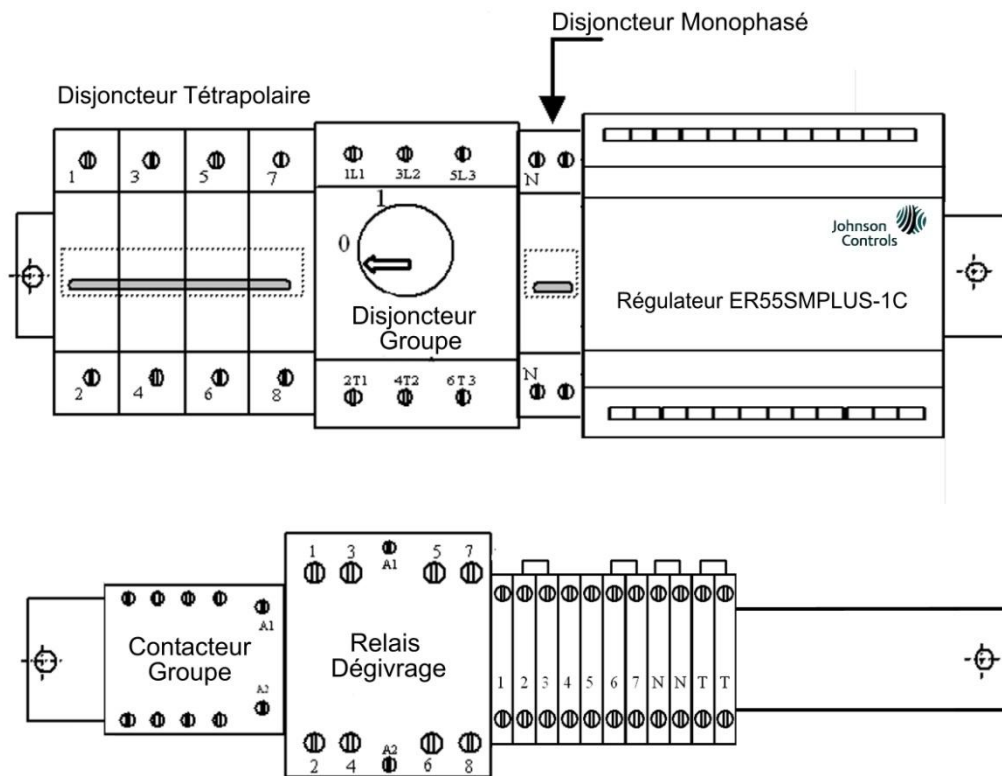 Disjoncteur Monophasé
Disjoncteur Tétrapolaire
1 3 5 7
1L1 3L2 5L3
N
1
0
Disjoncteur
Groupe
Johnson
Controls
Régulateur ER55SMPLUS-1C
2 4 6 8
2T1 4T2 6T3
N
1 3 A1 5 7
A1
Contacteur
Groupe
A2
Relais
Dégivrage
1 2 3 4 5 6 7 N N T T
2 4 A2 6 8